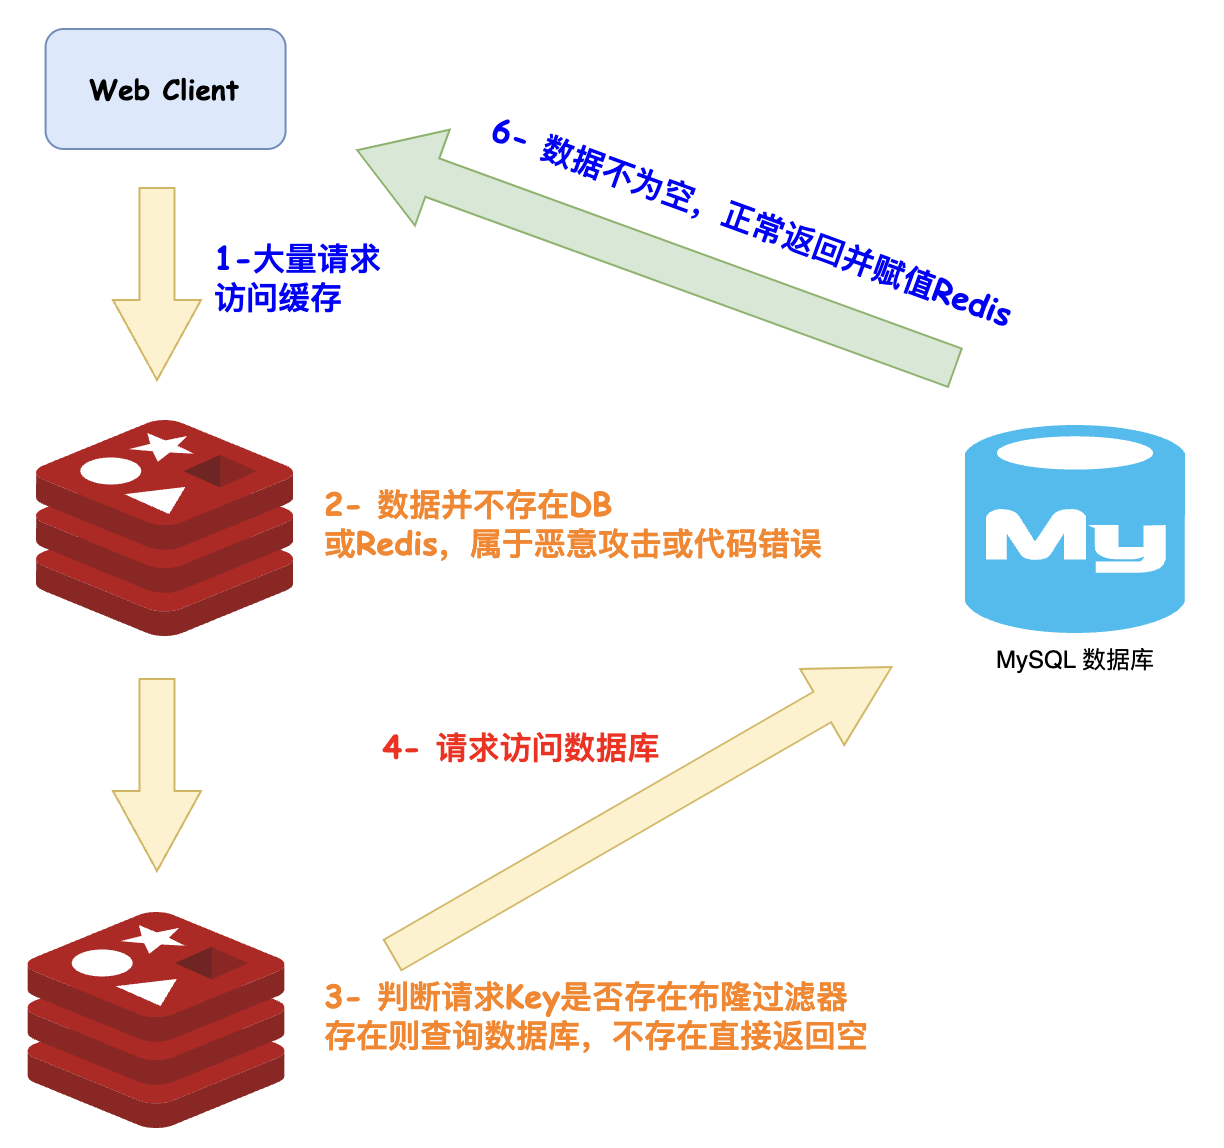 Web Client
6- 数据不为空，正常返回并赋值Redis
1-大量请求
访问缓存
2- 数据并不存在DB
或Redis，属于恶意攻击或代码错误
My
MySQL 数据库
4- 请求访问数据库
3- 判断请求Key是否存在布隆过滤器
存在则查询数据库，不存在直接返回空